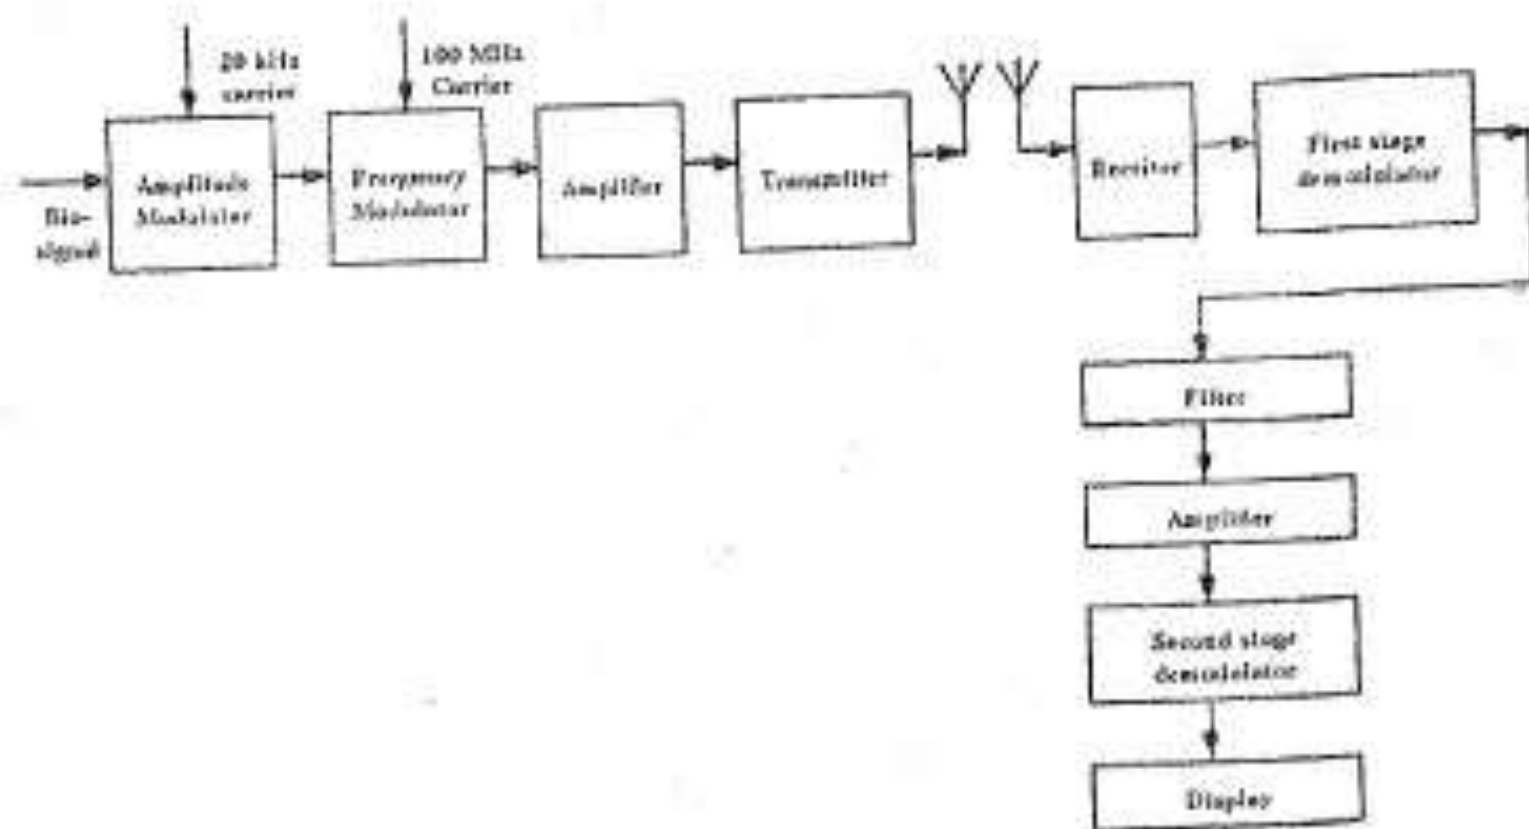 20 kHz
carrier
100 MHz
Carrier
Bio-
signal
Amplitude
Modulator
Frequency
Modulator
Amplifier
Transmitter
First stage
demodulator
Filter
Amplifier
Second stage
demodulator
Display